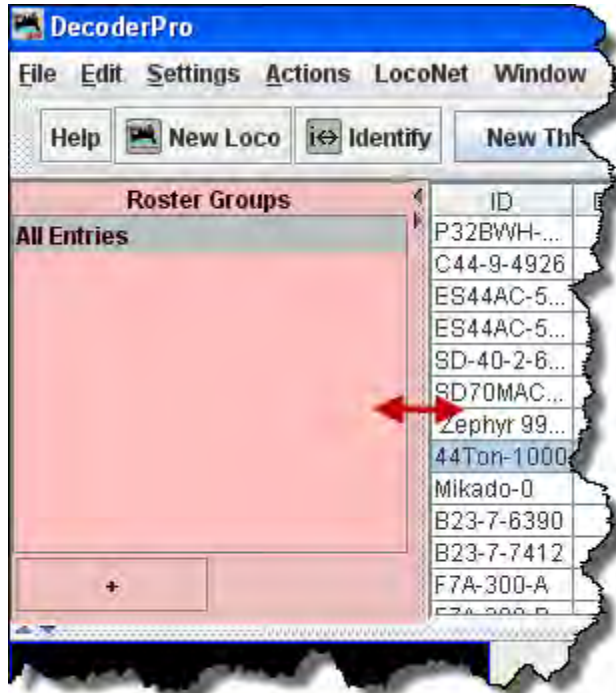 DecoderPro
File Edit Settings Actions LocoNet Window
Help New Loco Identify New Thr
Roster Groups
ID
All Entries
P32BWH-...
C44-9-4926
ES44AC-5...
ES44AC-5...
SD-40-2-6...
SD70MAC...
Zephyr 99...
44Ton-1000
Mikado-0
B23-7-6390
B23-7-7412
+
F7A-300-A